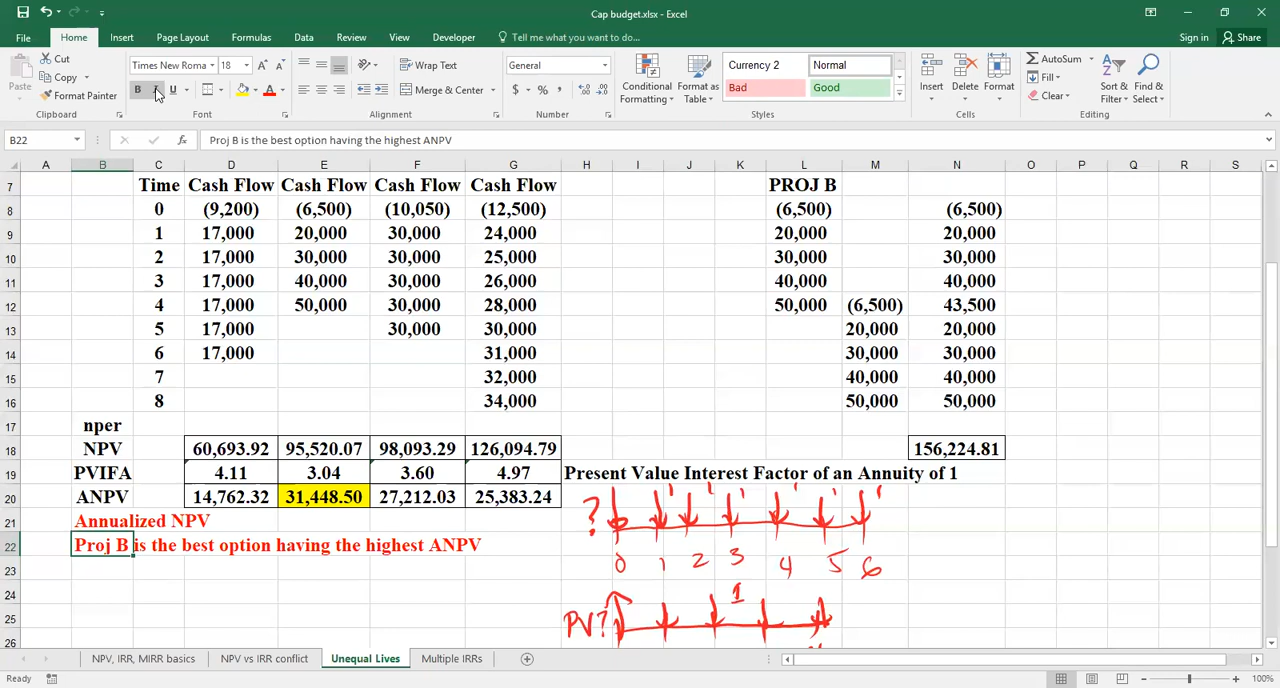 Cap budget.xlsx - Excel
File Home Insert Page Layout Formulas Data Review View Developer Tell me what you want to do... Sign in Share
Paste Cut Copy Format Painter
Times New Roma 18 B I U
Wrap Text Merge & Center
General $ % ,
Conditional Formatting Format as Table
Currency 2 Normal Bad Good
Insert Delete Format
AutoSum Fill Clear Sort & Filter Find & Select
Clipboard Font Alignment Number Styles Cells Editing
B22 fx Proj B is the best option having the highest ANPV
A B C D E F G H I J K L M N O P Q R S
7 Time Cash Flow Cash Flow Cash Flow Cash Flow PROJ B
8 0 (9,200) (6,500) (10,050) (12,500) (6,500) (6,500)
9 1 17,000 20,000 30,000 24,000 20,000 20,000
10 2 17,000 30,000 30,000 25,000 30,000 30,000
11 3 17,000 40,000 30,000 26,000 40,000 40,000
12 4 17,000 50,000 30,000 28,000 50,000 (6,500) 43,500
13 5 17,000 30,000 30,000 20,000 20,000
14 6 17,000 31,000 30,000 30,000
15 7 32,000 40,000 40,000
16 8 34,000 50,000 50,000
17 nper
18 NPV 60,693.92 95,520.07 98,093.29 126,094.79 156,224.81
19 PVIFA 4.11 3.04 3.60 4.97 Present Value Interest Factor of an Annuity of 1
20 ANPV 14,762.32 31,448.50 27,212.03 25,383.24
21 Annualized NPV
22 Proj B is the best option having the highest ANPV
?
0 1 2 3 4 5 6
23
24
1
25
PV?
26
NPV, IRR, MIRR basics NPV vs IRR conflict Unequal Lives Multiple IRRs
Ready 100%